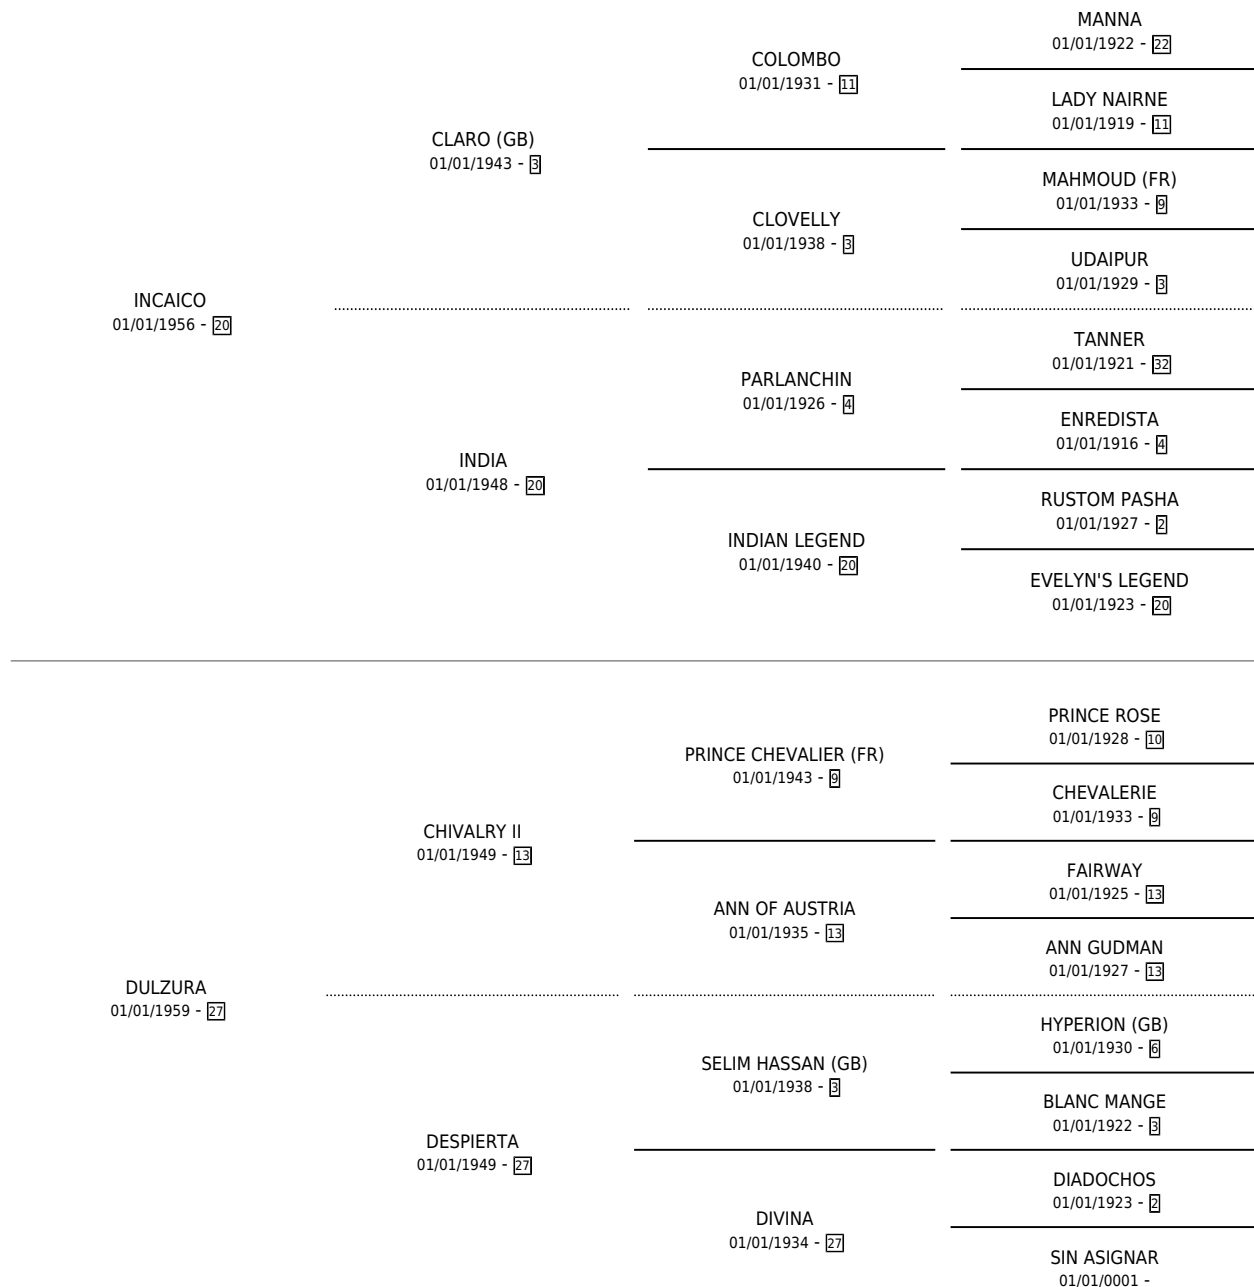 MANNA
01/01/1922 - 22
COLOMBO
01/01/1931 - 11
LADY NAIRNE
01/01/1919 - 11
CLARO (GB)
01/01/1943 - 3
MAHMOUD (FR)
01/01/1933 - 9
CLOVELLY
01/01/1938 - 3
UDAIPUR
01/01/1929 - 3
INCAICO
01/01/1956 - 20
TANNER
01/01/1921 - 32
PARLANCHIN
01/01/1926 - 4
ENREDISTA
01/01/1916 - 4
INDIA
01/01/1948 - 20
RUSTOM PASHA
01/01/1927 - 2
INDIAN LEGEND
01/01/1940 - 20
EVELYN'S LEGEND
01/01/1923 - 20
PRINCE ROSE
01/01/1928 - 10
PRINCE CHEVALIER (FR)
01/01/1943 - 9
CHEVALERIE
01/01/1933 - 9
CHIVALRY II
01/01/1949 - 13
FAIRWAY
01/01/1925 - 13
ANN OF AUSTRIA
01/01/1935 - 13
ANN GUDMAN
01/01/1927 - 13
DULZURA
01/01/1959 - 27
HYPERION (GB)
01/01/1930 - 6
SELIM HASSAN (GB)
01/01/1938 - 3
BLANC MANGE
01/01/1922 - 3
DESPIERTA
01/01/1949 - 27
DIADOCHOS
01/01/1923 - 2
DIVINA
01/01/1934 - 27
SIN ASIGNAR
01/01/0001 -